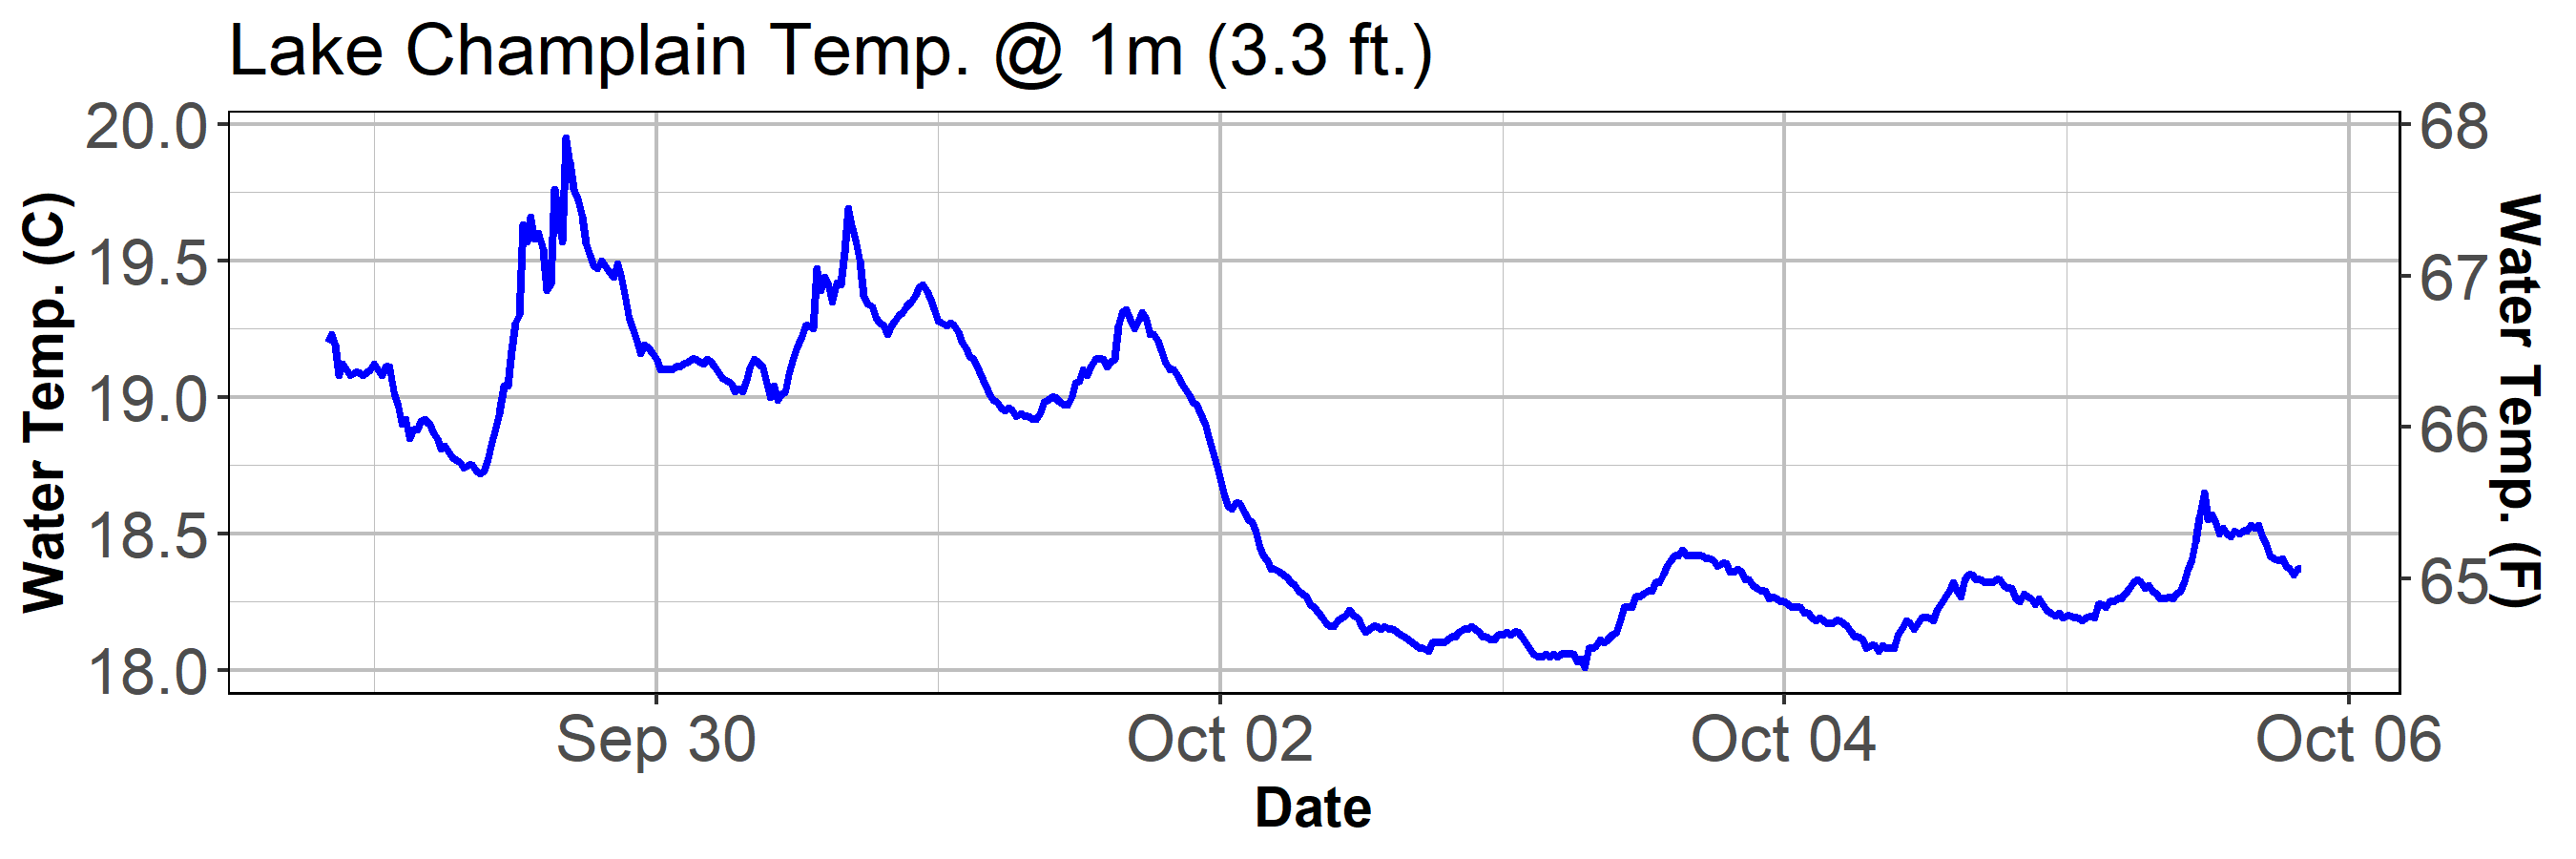 Lake Champlain Temp. @ 1m (3.3 ft.)
Water Temp. (C)
20.0
19.5
19.0
18.5
18.0
68
67
66
65
Water Temp. (F)
Sep 30
Oct 02
Oct 04
Oct 06
Date